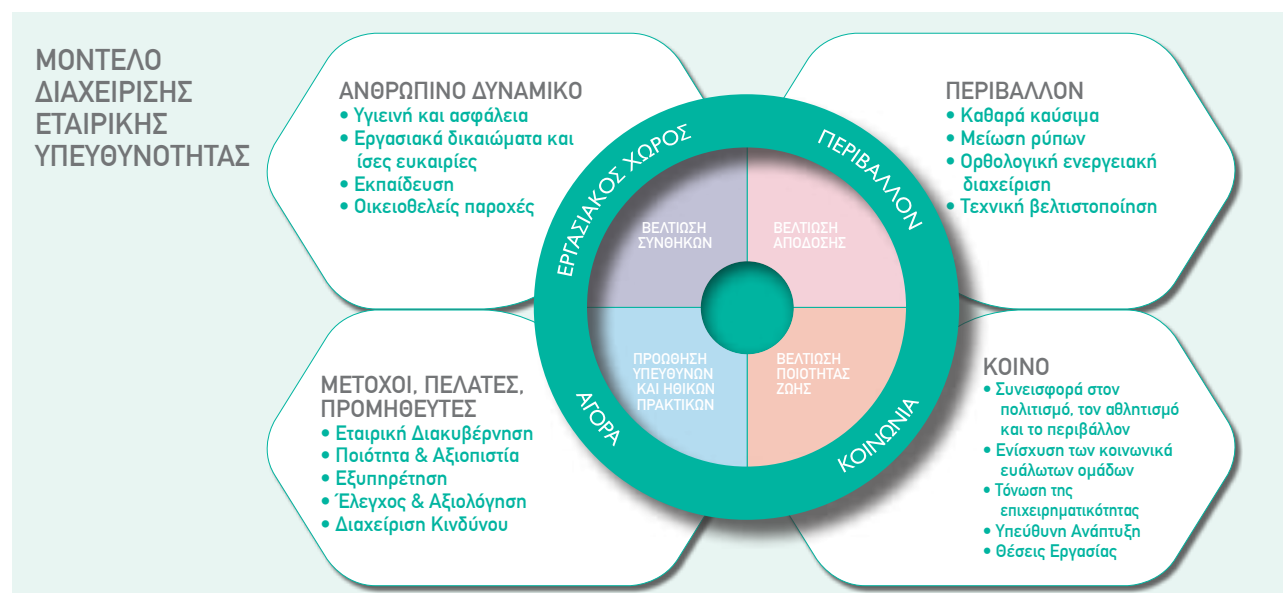 ΜΟΝΤΕΛΟ
ΔΙΑΧΕΙΡΙΣΗΣ
ΕΤΑΙΡΙΚΗΣ
ΥΠΕΥΘΥΝΟΤΗΤΑΣ
ΑΝΘΡΩΠΙΝΟ ΔΥΝΑΜΙΚΟ
• Υγιεινή και ασφάλεια
• Εργασιακά δικαιώματα και
ίσες ευκαιρίες
• Εκπαίδευση
• Οικειοθελείς παροχές
ΠΕΡΙΒΑΛΛΟΝ
• Καθαρά καύσιμα
• Μείωση ρύπων
• Ορθολογική ενεργειακή
διαχείριση
• Τεχνική βελτιστοποίηση
ΕΡΓΑΣΙΑΚΟΣ ΧΩΡΟΣ
ΠΕΡΙΒΑΛΛΟΝ
ΒΕΛΤΙΩΣΗ
ΣΥΝΘΗΚΩΝ
ΒΕΛΤΙΩΣΗ
ΑΠΟΔΟΣΗΣ
ΠΡΟΩΘΗΣΗ
ΥΠΕΥΘΥΝΩΝ
ΚΑΙ ΗΘΙΚΩΝ
ΠΡΑΚΤΙΚΩΝ
ΒΕΛΤΙΩΣΗ
ΠΟΙΟΤΗΤΑΣ
ΖΩΗΣ
ΑΓΟΡΑ
ΚΟΙΝΩΝΙΑ
ΜΕΤΟΧΟΙ, ΠΕΛΑΤΕΣ,
ΠΡΟΜΗΘΕΥΤΕΣ
• Εταιρική Διακυβέρνηση
• Ποιότητα & Αξιοπιστία
• Εξυπηρέτηση
• Έλεγχος & Αξιολόγηση
• Διαχείριση Κινδύνου
ΚΟΙΝΟ
• Συνεισφορά στον
πολιτισμό, τον αθλητισμό
και το περιβάλλον
• Ενίσχυση των κοινωνικά
ευάλωτων ομάδων
• Τόνωση της
επιχειρηματικότητας
• Υπεύθυνη Ανάπτυξη
• Θέσεις Εργασίας